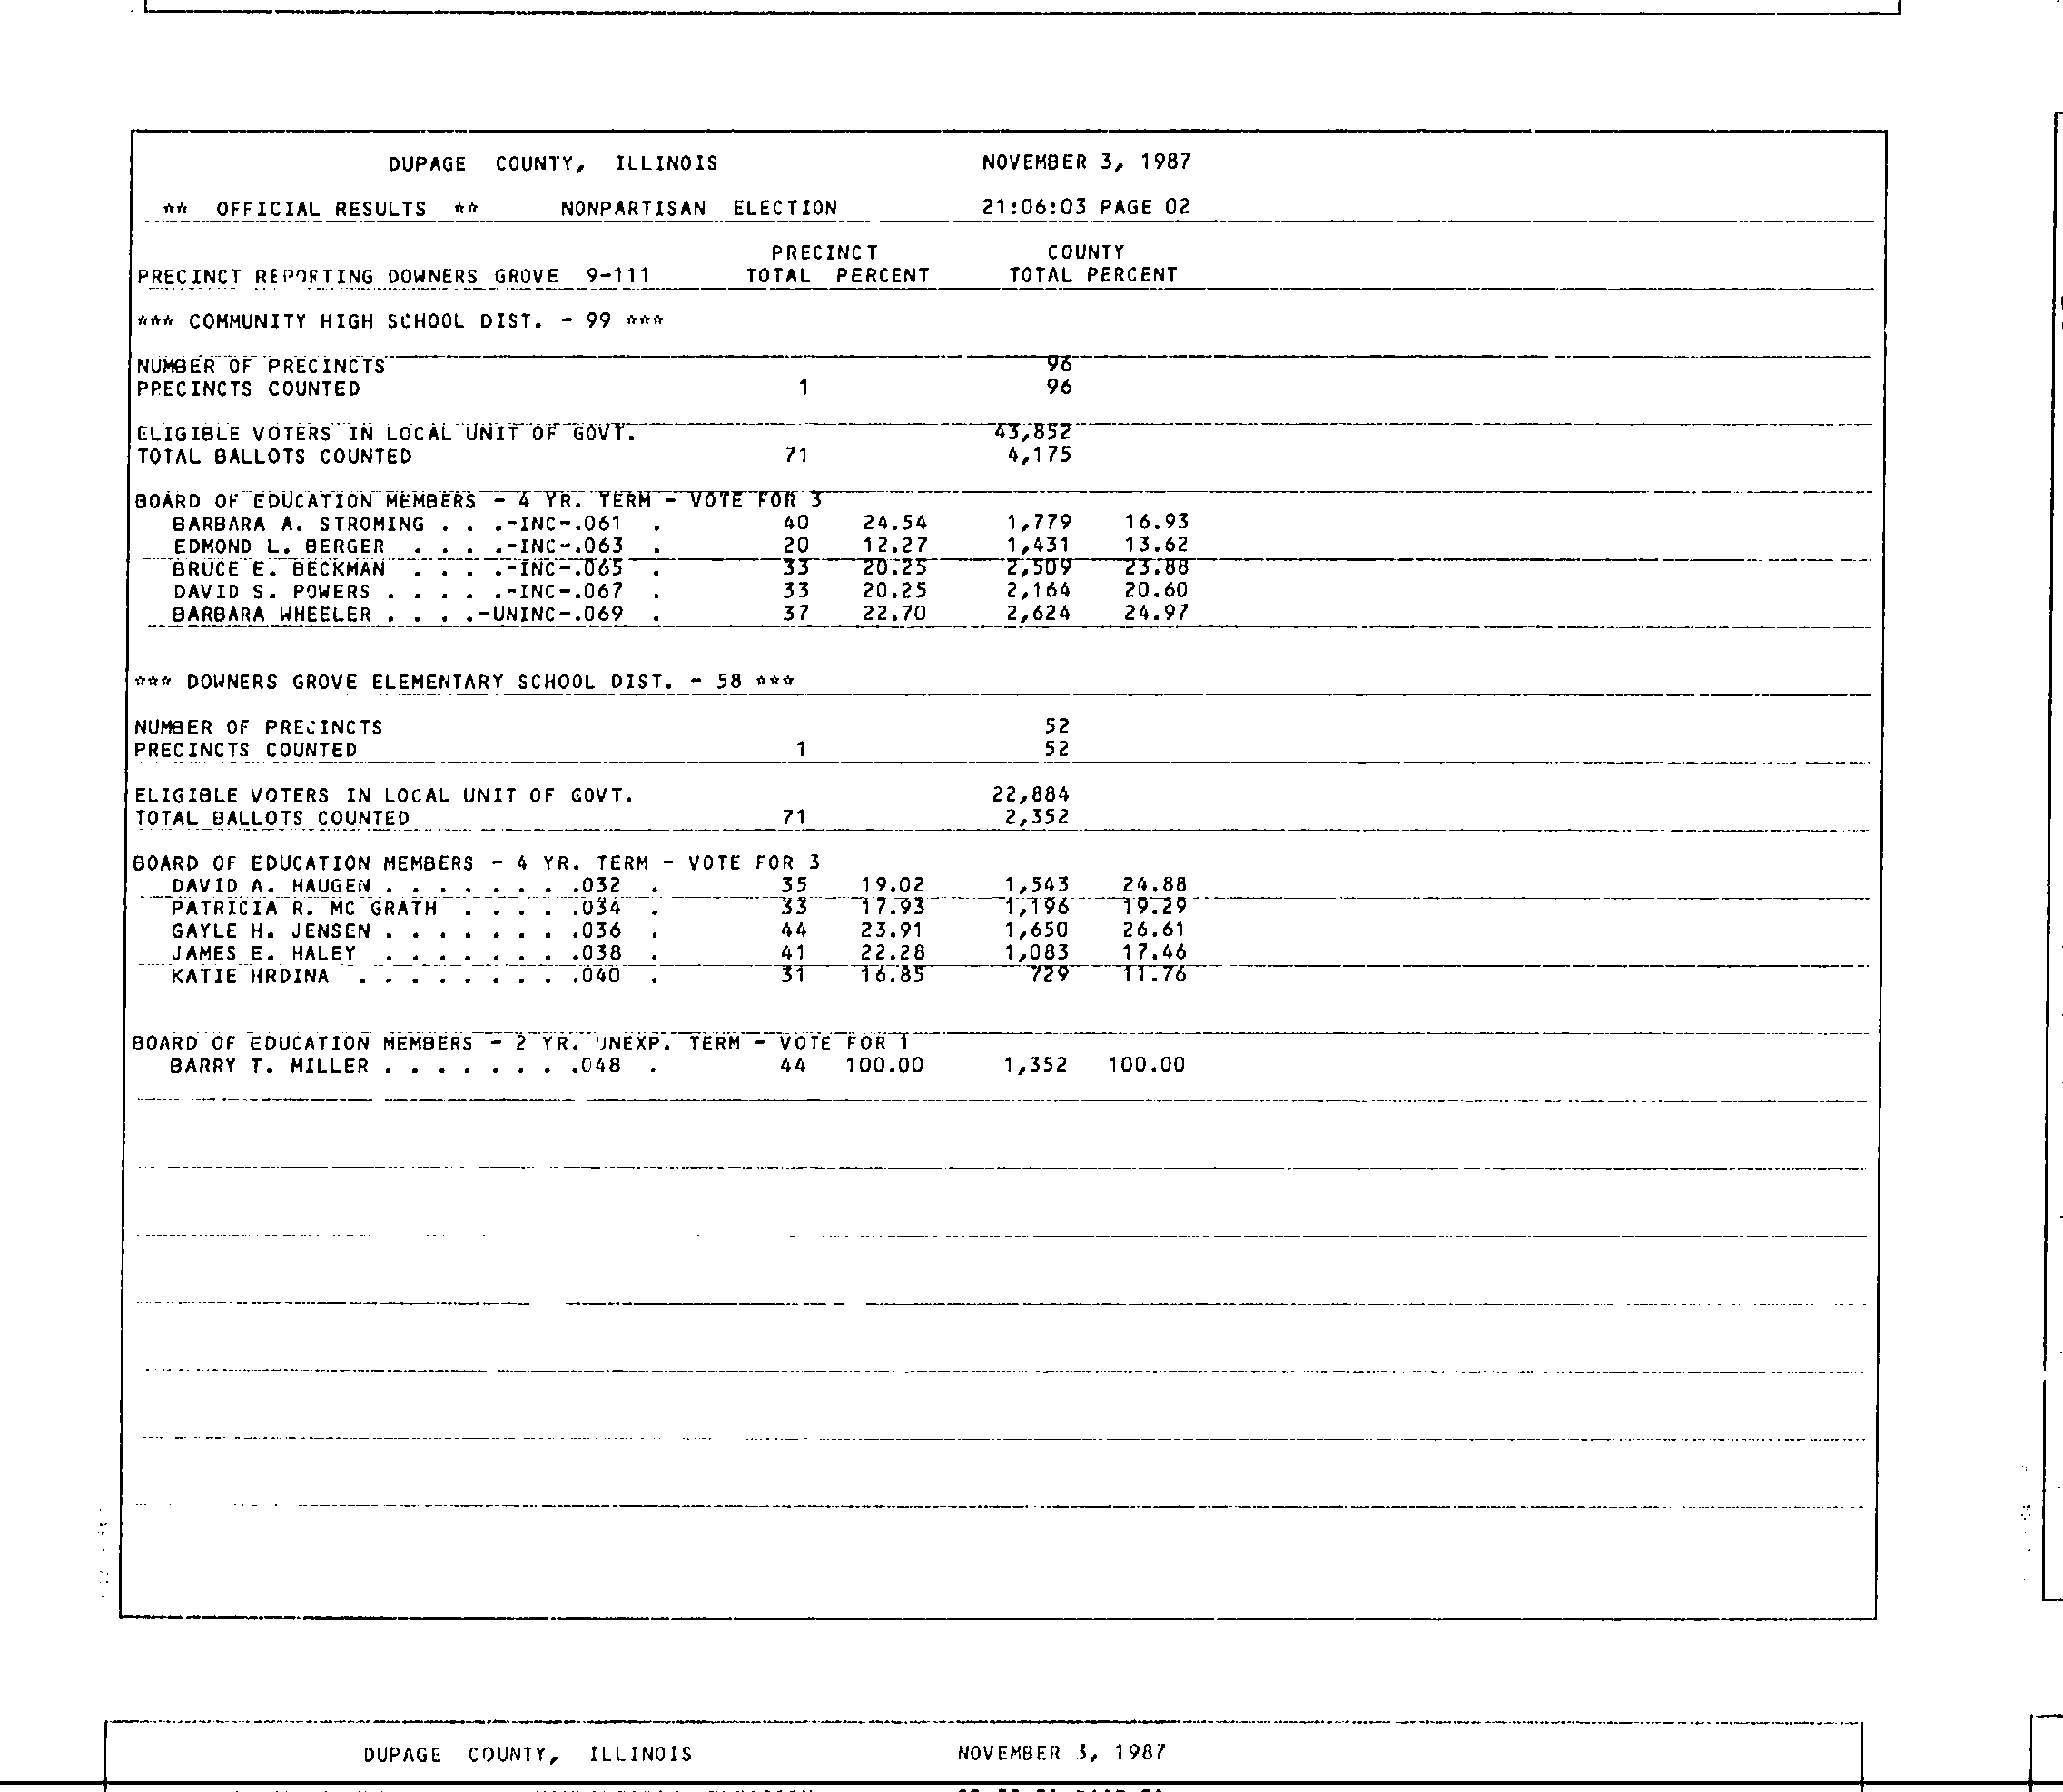 DUPAGE COUNTY, ILLINOIS NOVEMBER 3, 1987
** OFFICIAL RESULTS ** NONPARTISAN ELECTION 21:06:03 PAGE 02
PRECINCT COUNTY
PRECINCT REPORTING DOWNERS GROVE 9-111 TOTAL PERCENT TOTAL PERCENT
*** COMMUNITY HIGH SCHOOL DIST. - 99 ***
NUMBER OF PRECINCTS 96
PRECINCTS COUNTED 1 96
ELIGIBLE VOTERS IN LOCAL UNIT OF GOVT. 43,852
TOTAL BALLOTS COUNTED 71 4,175
BOARD OF EDUCATION MEMBERS - 4 YR. TERM - VOTE FOR 3
BARBARA A. STROMING . . .-INC-.061 . 40 24.54 1,779 16.93
EDMOND L. BERGER . . . .-INC-.063 . 20 12.27 1,431 13.62
BRUCE E. BECKMAN . . . .-INC-.065 . 33 20.25 2,509 23.88
DAVID S. POWERS . . . . .-INC-.067 . 33 20.25 2,164 20.60
BARBARA WHEELER . . . .-UNINC-.069 . 37 22.70 2,624 24.97
*** DOWNERS GROVE ELEMENTARY SCHOOL DIST. - 58 ***
NUMBER OF PRECINCTS 52
PRECINCTS COUNTED 1 52
ELIGIBLE VOTERS IN LOCAL UNIT OF GOVT. 22,884
TOTAL BALLOTS COUNTED 71 2,352
BOARD OF EDUCATION MEMBERS - 4 YR. TERM - VOTE FOR 3
DAVID A. HAUGEN . . . . . . . .032 . 35 19.02 1,543 24.88
PATRICIA R. MC GRATH . . . . .034 . 33 17.93 1,196 19.29
GAYLE H. JENSEN . . . . . . . .036 . 44 23.91 1,650 26.61
JAMES E. HALEY . . . . . . . .038 . 41 22.28 1,083 17.46
KATIE HRDINA . . . . . . . . .040 . 31 16.85 729 11.76
BOARD OF EDUCATION MEMBERS - 2 YR. UNEXP. TERM - VOTE FOR 1
BARRY T. MILLER . . . . . . . .048 . 44 100.00 1,352 100.00
DUPAGE COUNTY, ILLINOIS NOVEMBER 3, 1987